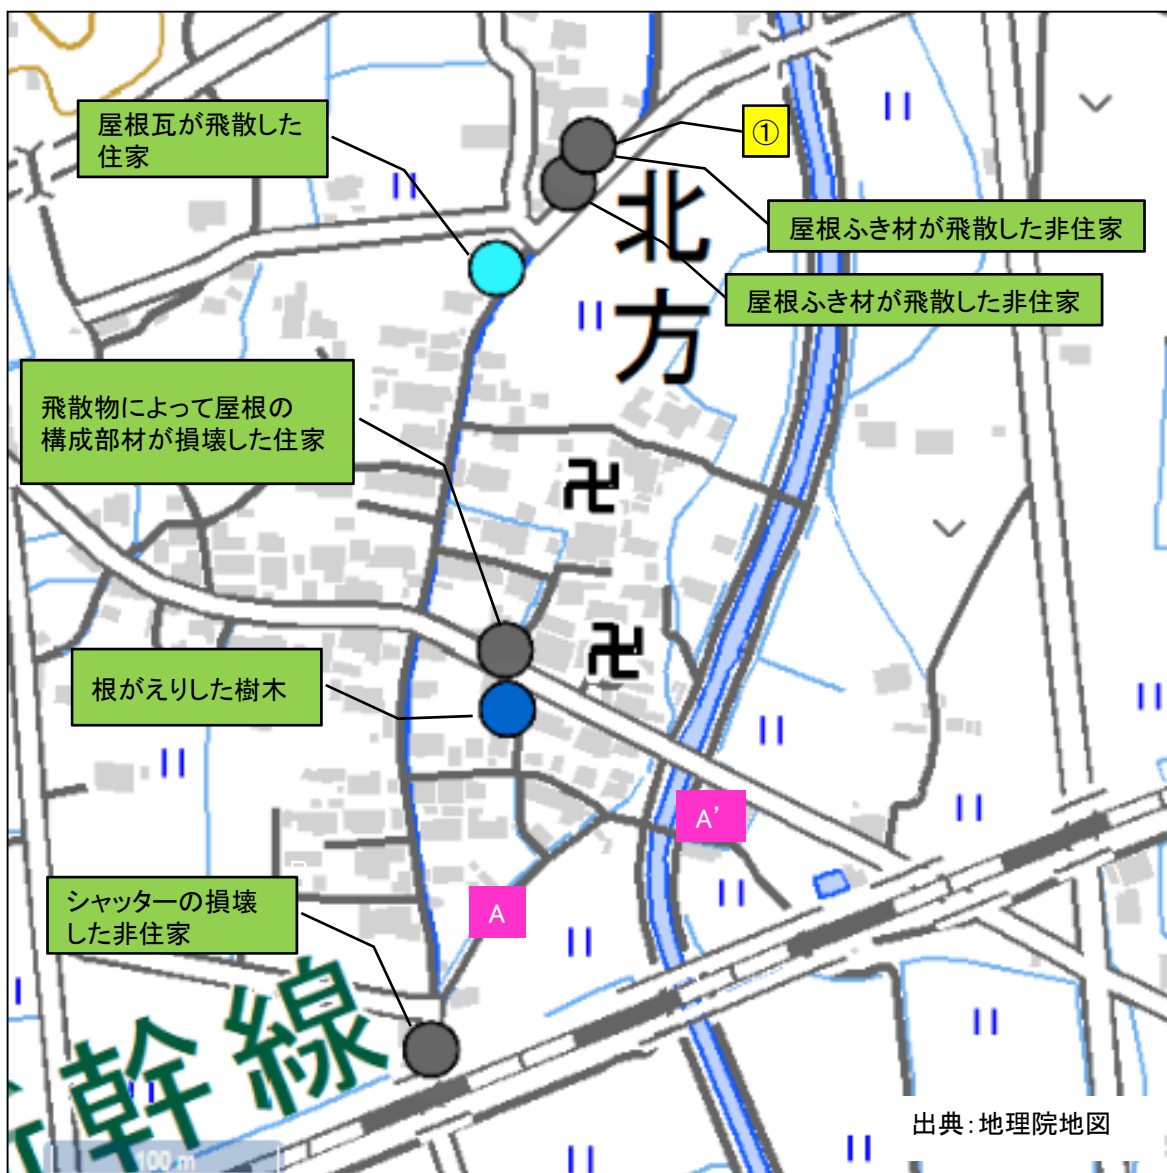 屋根瓦が飛散した
住家
①
屋根ふき材が飛散した非住家
北方
屋根ふき材が飛散した非住家
飛散物によって屋根の
構成部材が損壊した住家
根がえりした樹木
A’
A
シャッターの損壊
した非住家
幹線
100 m
出典：地理院地図